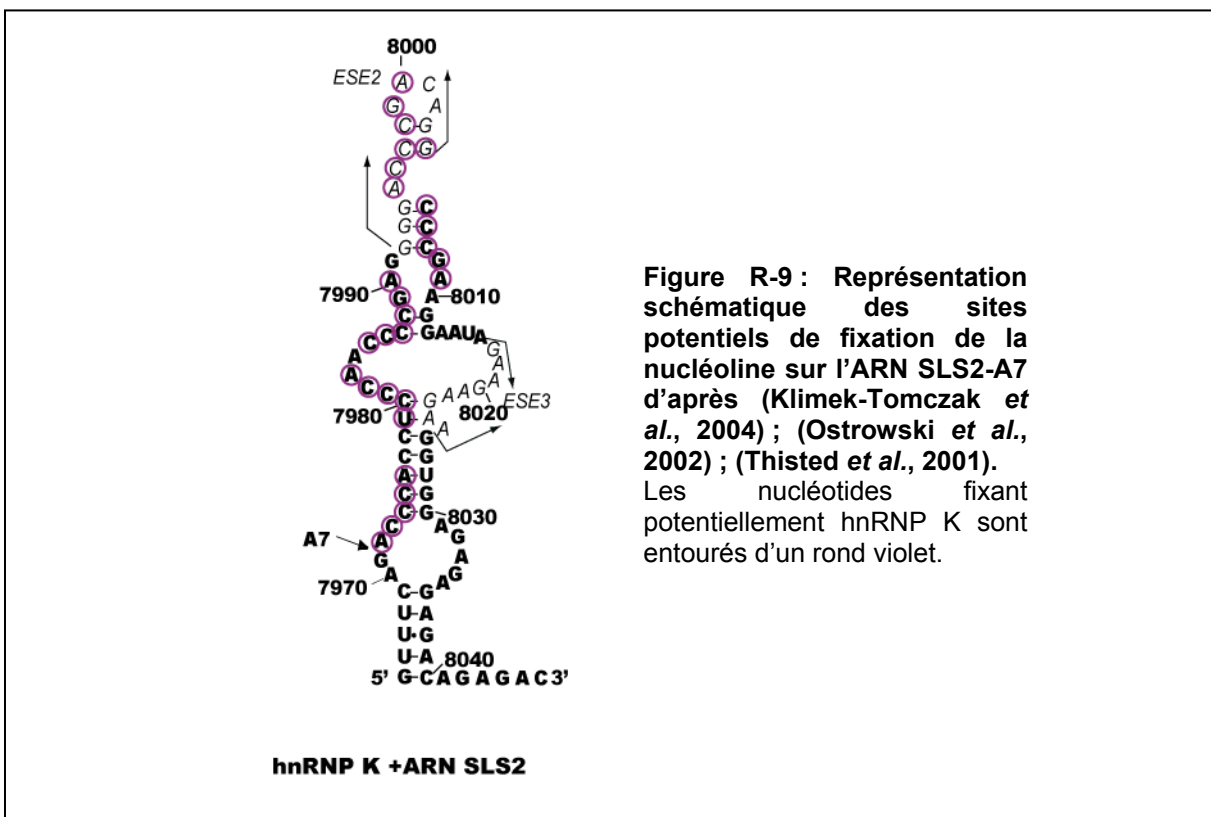 8000
ESE2 A C
G A
C-G
C-G
C
A
G-C
G-C
G-C
G G
7990 A A
G A-8010
C-G
A C C C-GAAUA
A G
C A
C A
C C-G A A G 8020 ESE3
7980 U-A A
C-G
C-G
A-U
C-G
C-G 8030
C A
A7 A G
G A
7970 A G A
C-G
U-A
U·G
U-A 8040
5' G-CAGAGAC3'
hnRNP K +ARN SLS2
Figure R-9 : Représentation
schématique des sites
potentiels de fixation de la
nucléoline sur l'ARN SLS2-A7
d'après (Klimek-Tomczak et
al., 2004) ; (Ostrowski et al.,
2002) ; (Thisted et al., 2001).
Les nucléotides fixant
potentiellement hnRNP K sont
entourés d'un rond violet.